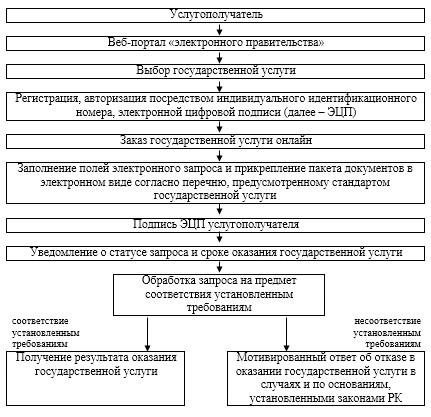 Услугополучатель
Веб-портал «электронного правительства»
Выбор государственной услуги
Регистрация, авторизация посредством индивидуального идентификационного
номера, электронной цифровой подписи (далее – ЭЦП)
Заказ государственной услуги онлайн
Заполнение полей электронного запроса и прикрепление пакета документов в
электронном виде согласно перечню, предусмотренному стандартом
государственной услуги
Подпись ЭЦП услугополучателя
Уведомление о статусе запроса и сроке оказания государственной услуги
Обработка запроса на предмет
соответствия установленным
требованиям
соответствие
установленным
требованиям
несоответствие
установленным
требованиям
Получение результата оказания
государственной услуги
Мотивированный ответ об отказе в
оказании государственной услуги в
случаях и по основаниям,
установленными законами РК